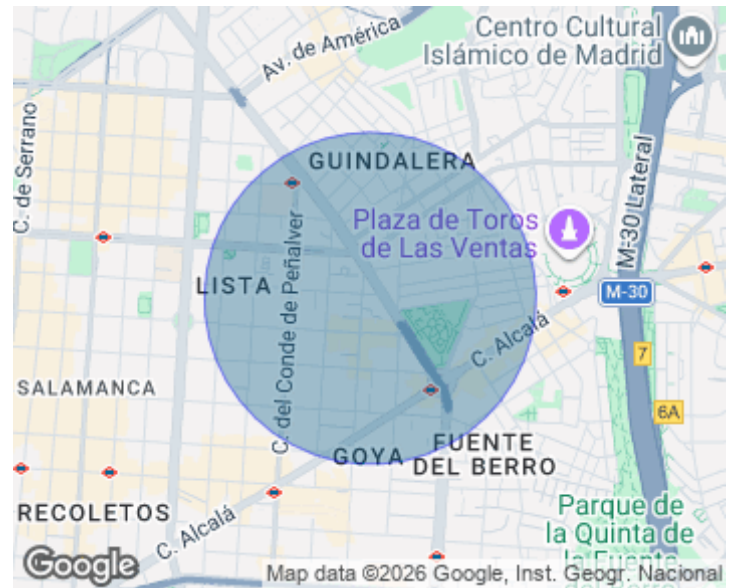 Centro Cultural
Islámico de Madrid
Av. de América
C. de Serrano
GUINDALERA
M-30 Lateral
Plaza de Toros
de Las Ventas
LISTA
C. del Conde de Peñalver
M-30
C. Alcalá
7
SALAMANCA
6A
GOYA
FUENTE
DEL BERRO
RECOLETOS
C. Alcalá
Parque de
la Quinta de
la Fuente
Google
Map data ©2026 Google, Inst. Geogr. Nacional